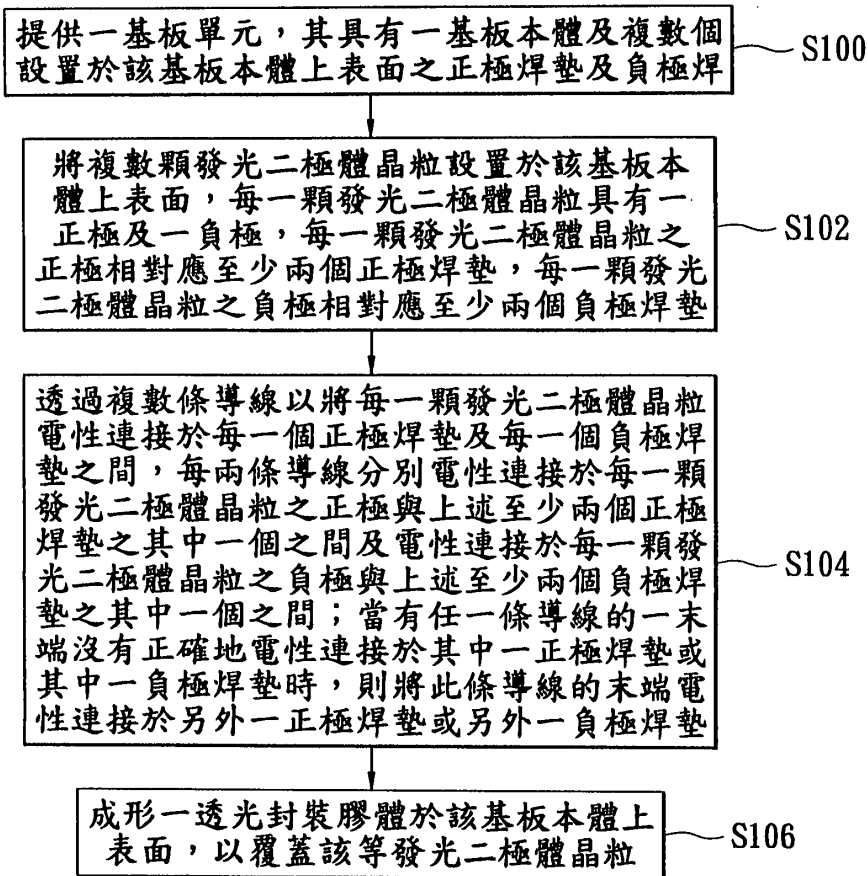 提供一基板單元，其具有一基板本體及複數個
設置於該基板本體上表面之正極焊墊及負極焊
S100
將複數顆發光二極體晶粒設置於該基板本
體上表面，每一顆發光二極體晶粒具有一
正極及一負極，每一顆發光二極體晶粒之
正極相對應至少兩個正極焊墊，每一顆發光
二極體晶粒之負極相對應至少兩個負極焊墊
S102
透過複數條導線以將每一顆發光二極體晶粒
電性連接於每一個正極焊墊及每一個負極焊
墊之間，每兩條導線分別電性連接於每一顆
發光二極體晶粒之正極與上述至少兩個正極
焊墊之其中一個之間及電性連接於每一顆發
光二極體晶粒之負極與上述至少兩個負極焊
墊之其中一個之間；當有任一條導線的一末
端沒有正確地電性連接於其中一正極焊墊或
其中一負極焊墊時，則將此條導線的末端電
性連接於另外一正極焊墊或另外一負極焊墊
S104
成形一透光封裝膠體於該基板本體上
表面，以覆蓋該等發光二極體晶粒
S106